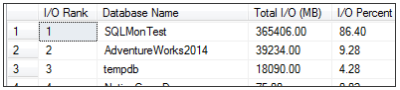 I/O Rank Database Name Total I/O (MB) I/O Percent
1 1 SQLMonTest 365406.00 86.40
2 2 AdventureWorks2014 39234.00 9.28
3 3 tempdb 18090.00 4.28